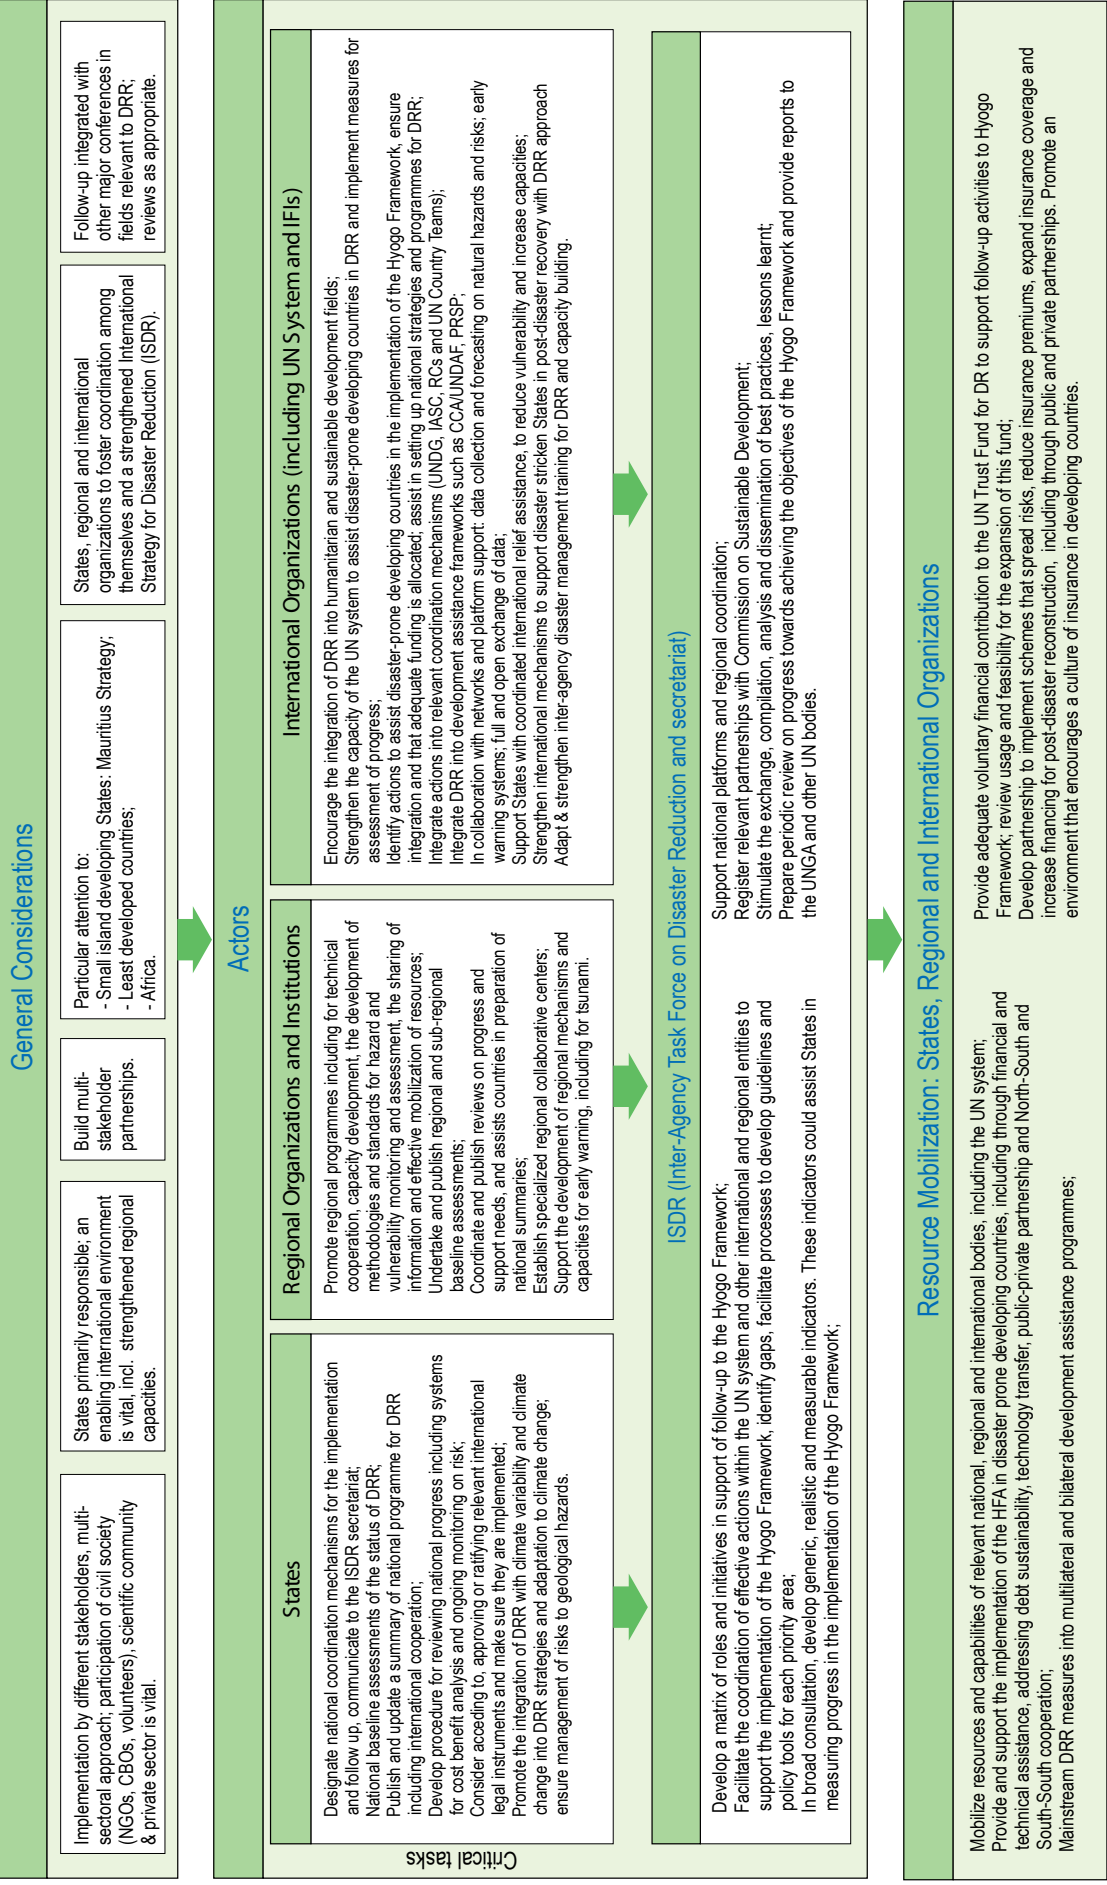 General Considerations
Implementation by different stakeholders, multi-
sectoral approach; participation of civil society
(NGOs, CBOs, volunteers), scientific community
& private sector is vital.
States primarily responsible; an
enabling international environment
is vital, incl. strengthened regional
capacities.
Build multi-
stakeholder
partnerships.
Particular attention to:
- Small island developing States: Mauritius Strategy;
- Least developed countries;
- Africa.
States, regional and international
organizations to foster coordination among
themselves and a strengthened International
Strategy for Disaster Reduction (ISDR).
Follow-up integrated with
other major conferences in
fields relevant to DRR;
reviews as appropriate.
Actors
Critical tasks
States
Designate national coordination mechanisms for the implementation
and follow up, communicate to the ISDR secretariat;
National baseline assessments of the status of DRR;
Publish and update a summary of national programme for DRR
including international cooperation;
Develop procedure for reviewing national progress including systems
for cost benefit analysis and ongoing monitoring on risk;
Consider acceding to, approving or ratifying relevant international
legal instruments and make sure they are implemented;
Promote the integration of DRR with climate variability and climate
change into DRR strategies and adaptation to climate change;
ensure management of risks to geological hazards.
Regional Organizations and Institutions
Promote regional programmes including for technical
cooperation, capacity development, the development of
methodologies and standards for hazard and
vulnerability monitoring and assessment, the sharing of
information and effective mobilization of resources;
Undertake and publish regional and sub-regional
baseline assessments;
Coordinate and publish reviews on progress and
support needs, and assists countries in preparation of
national summaries;
Establish specialized regional collaborative centers;
Support the development of regional mechanisms and
capacities for early warning, including for tsunami.
International Organizations (including UN System and IFIs)
Encourage the integration of DRR into humanitarian and sustainable development fields;
Strengthen the capacity of the UN system to assist disaster-prone developing countries in DRR and implement measures for
assessment of progress;
Identify actions to assist disaster-prone developing countries in the implementation of the Hyogo Framework, ensure
integration and that adequate funding is allocated; assist in setting up national strategies and programmes for DRR;
Integrate actions into relevant coordination mechanisms (UNDG, IASC, RCs and UN Country Teams);
Integrate DRR into development assistance frameworks such as CCA/UNDAF, PRSP;
In collaboration with networks and platform support: data collection and forecasting on natural hazards and risks; early
warning systems; full and open exchange of data;
Support States with coordinated international relief assistance, to reduce vulnerability and increase capacities;
Strengthen international mechanisms to support disaster stricken States in post-disaster recovery with DRR approach
Adapt & strengthen inter-agency disaster management training for DRR and capacity building.
ISDR (Inter-Agency Task Force on Disaster Reduction and secretariat)
Develop a matrix of roles and initiatives in support of follow-up to the Hyogo Framework;
Facilitate the coordination of effective actions within the UN system and other international and regional entities to
support the implementation of the Hyogo Framework, identify gaps, facilitate processes to develop guidelines and
policy tools for each priority area;
In broad consultation, develop generic, realistic and measurable indicators. These indicators could assist States in
measuring progress in the implementation of the Hyogo Framework;
Support national platforms and regional coordination;
Register relevant partnerships with Commission on Sustainable Development;
Stimulate the exchange, compilation, analysis and dissemination of best practices, lessons learnt;
Prepare periodic review on progress towards achieving the objectives of the Hyogo Framework and provide reports to
the UNGA and other UN bodies.
Resource Mobilization: States, Regional and International Organizations
Mobilize resources and capabilities of relevant national, regional and international bodies, including the UN system;
Provide and support the implementation of the HFA in disaster prone developing countries, including through financial and
technical assistance, addressing debt sustainability, technology transfer, public-private partnership and North-South and
South-South cooperation;
Mainstream DRR measures into multilateral and bilateral development assistance programmes;
Provide adequate voluntary financial contribution to the UN Trust Fund for DR to support follow-up activities to Hyogo
Framework; review usage and feasibility for the expansion of this fund;
Develop partnership to implement schemes that spread risks, reduce insurance premiums, expand insurance coverage and
increase financing for post-disaster reconstruction, including through public and private partnerships. Promote an
environment that encourages a culture of insurance in developing countries.